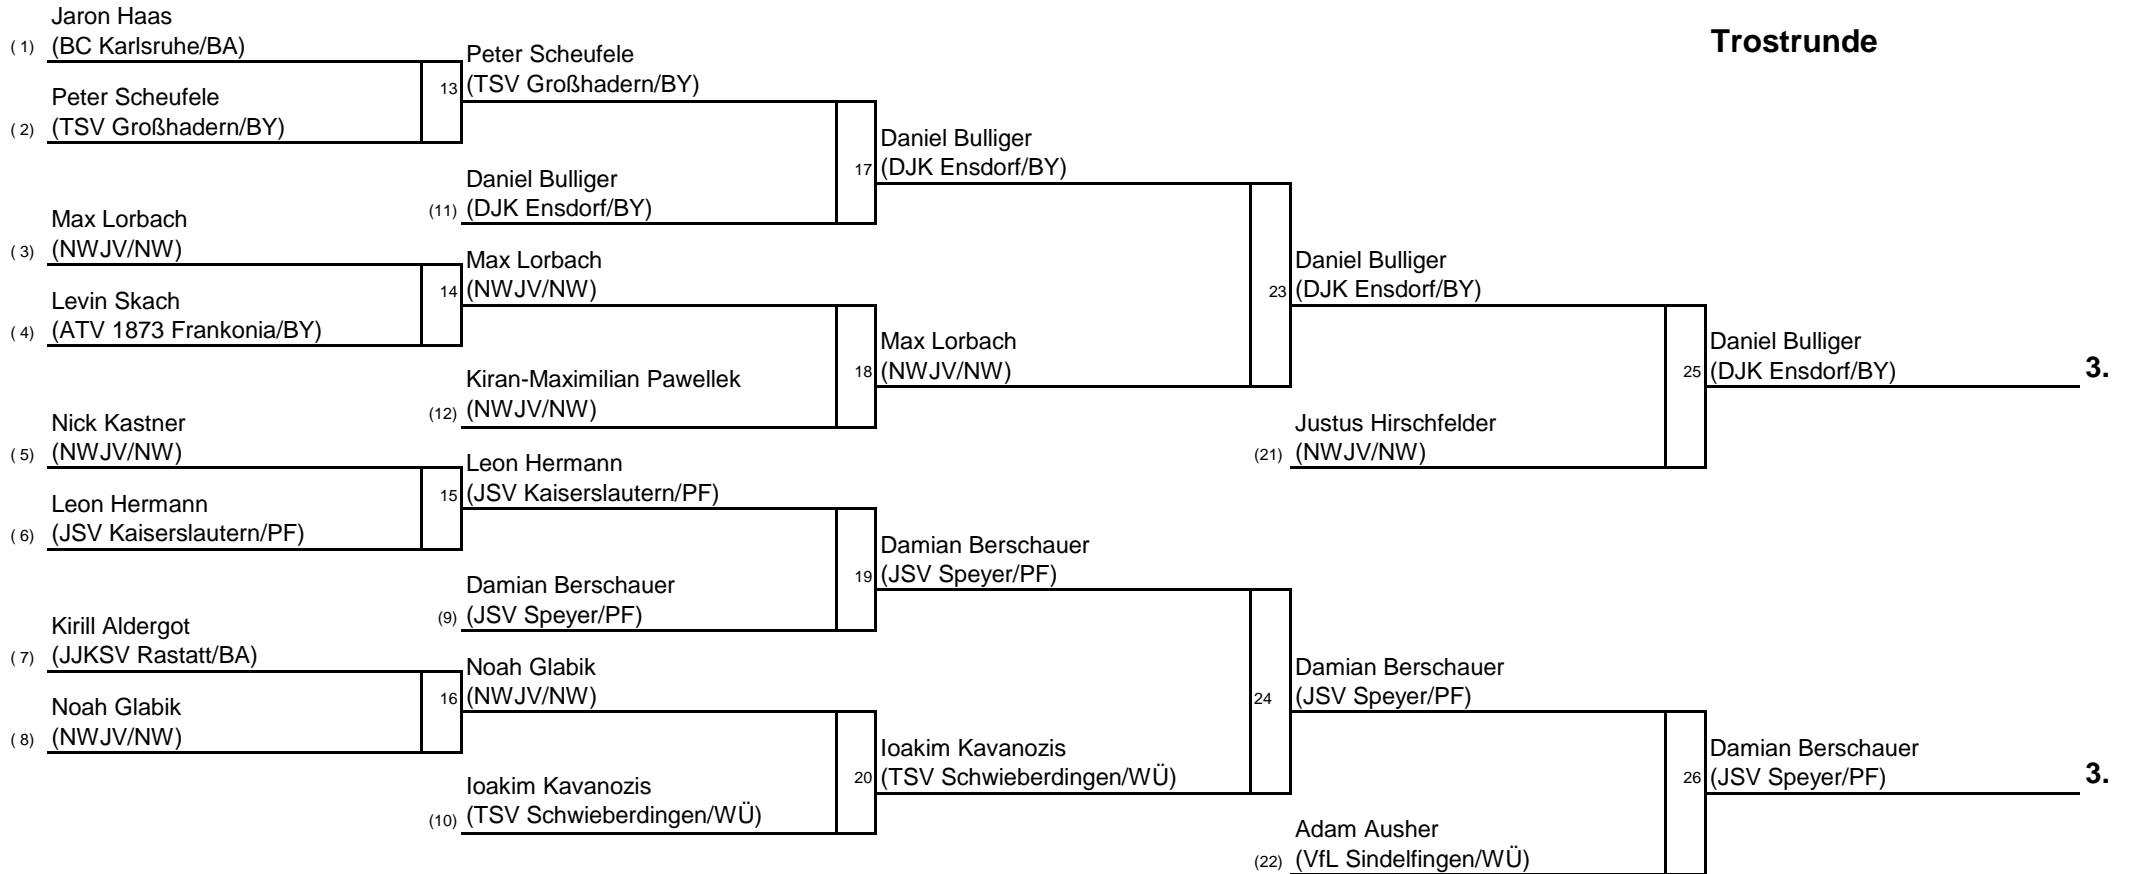 Trostrunde
Jaron Haas
( 1) (BC Karlsruhe/BA)
Peter Scheufele
( 2) (TSV Großhadern/BY)
Max Lorbach
( 3) (NWJV/NW)
Levin Skach
( 4) (ATV 1873 Frankonia/BY)
Nick Kastner
( 5) (NWJV/NW)
Leon Hermann
( 6) (JSV Kaiserslautern/PF)
Kirill Aldergot
( 7) (JJKSV Rastatt/BA)
Noah Glabik
( 8) (NWJV/NW)
Peter Scheufele
13 (TSV Großhadern/BY)
Daniel Bulliger
(11) (DJK Ensdorf/BY)
Max Lorbach
14 (NWJV/NW)
Kiran-Maximilian Pawellek
(12) (NWJV/NW)
Leon Hermann
15 (JSV Kaiserslautern/PF)
Damian Berschauer
(9) (JSV Speyer/PF)
Noah Glabik
16 (NWJV/NW)
Ioakim Kavanozis
(10) (TSV Schwieberdingen/WÜ)
Daniel Bulliger
17 (DJK Ensdorf/BY)
Max Lorbach
18 (NWJV/NW)
Damian Berschauer
19 (JSV Speyer/PF)
Ioakim Kavanozis
20 (TSV Schwieberdingen/WÜ)
Daniel Bulliger
23 (DJK Ensdorf/BY)
Justus Hirschfelder
(21) (NWJV/NW)
Damian Berschauer
24 (JSV Speyer/PF)
Adam Ausher
(22) (VfL Sindelfingen/WÜ)
Daniel Bulliger
25 (DJK Ensdorf/BY) 3.
Damian Berschauer
26 (JSV Speyer/PF) 3.